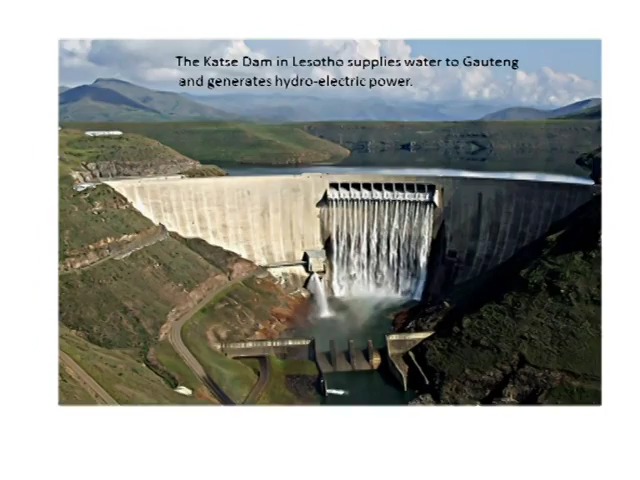 The Katse Dam in Lesotho supplies water to Gauteng
and generates hydro-electric power.